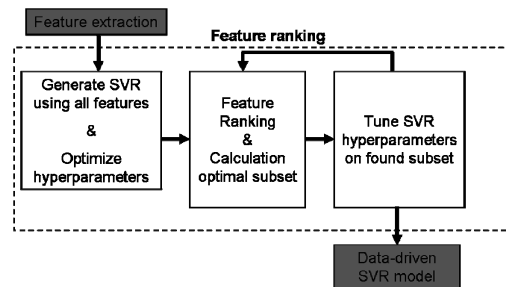 Feature extraction
Feature ranking
Generate SVR
using all features
&
Optimize
hyperparameters
Feature
Ranking
&
Calculation
optimal subset
Tune SVR
hyperparameters
on found subset
Data-driven
SVR model